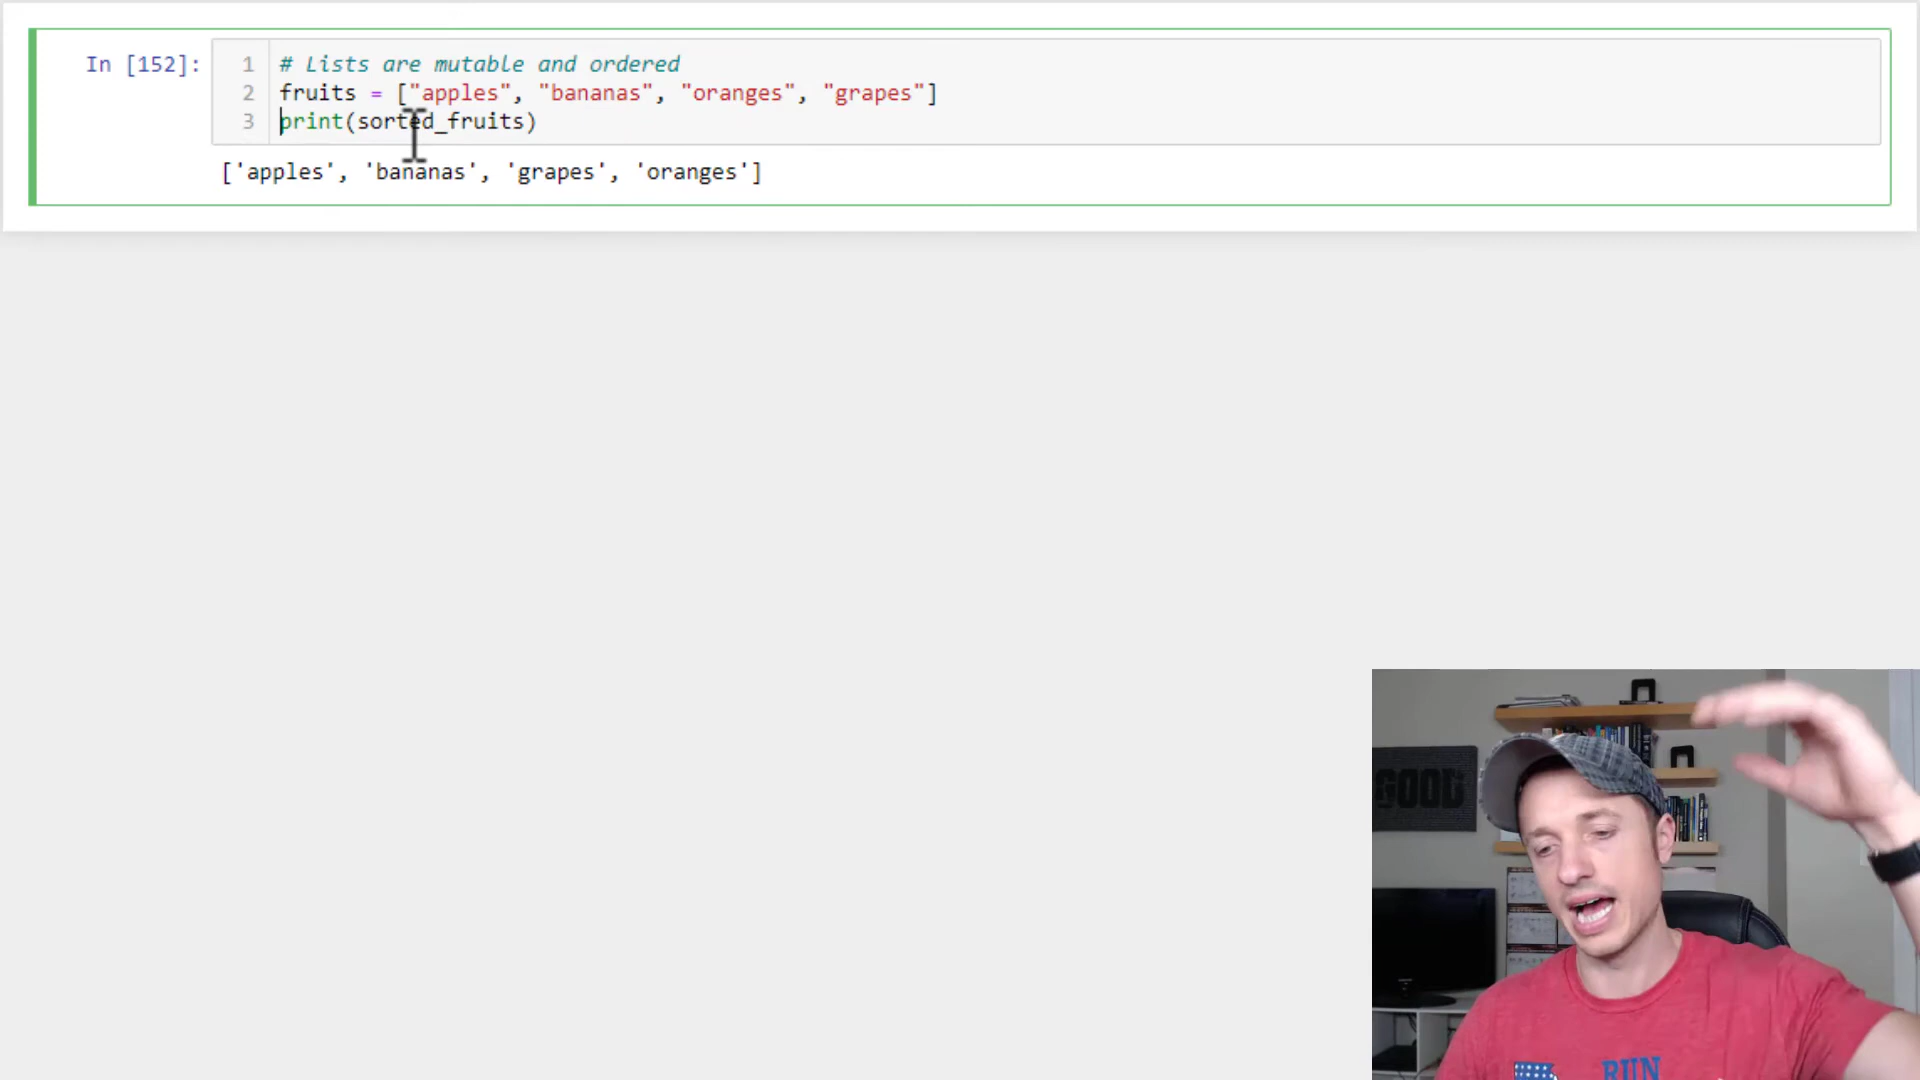 In [152]:
1 # Lists are mutable and ordered
2 fruits = ["apples", "bananas", "oranges", "grapes"]
3 print(sorted_fruits)
['apples', 'bananas', 'grapes', 'oranges']
GOOD
RUN